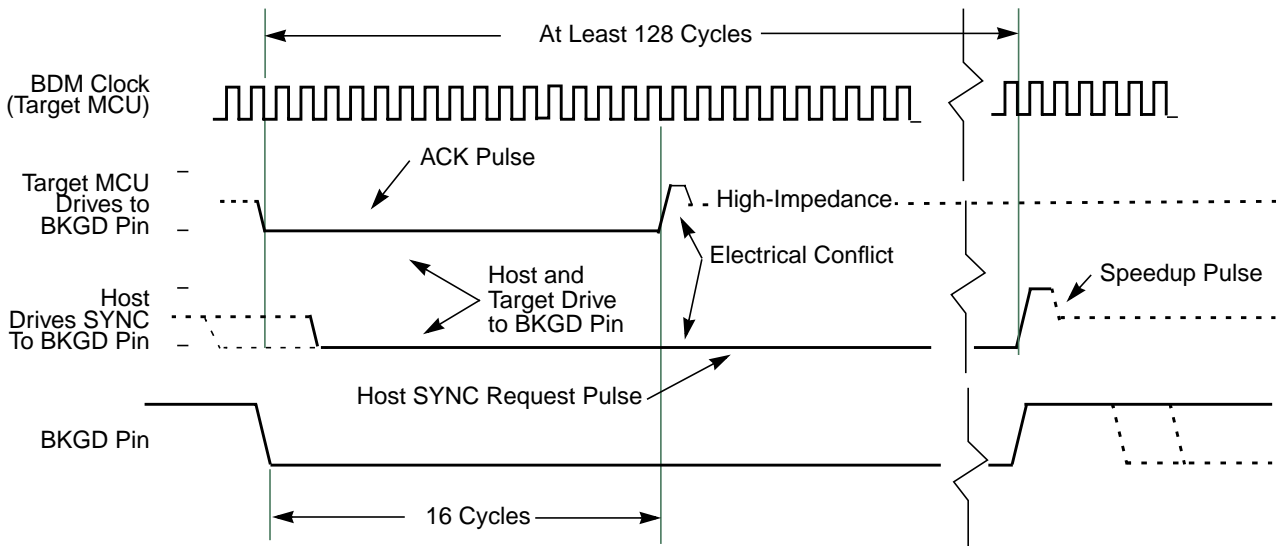 At Least 128 Cycles
BDM Clock
(Target MCU)
ACK Pulse
Target MCU
Drives to
BKGD Pin
High-Impedance
Electrical Conflict
Host and
Target Drive
to BKGD Pin
Speedup Pulse
Host
Drives SYNC
To BKGD Pin
Host SYNC Request Pulse
BKGD Pin
16 Cycles